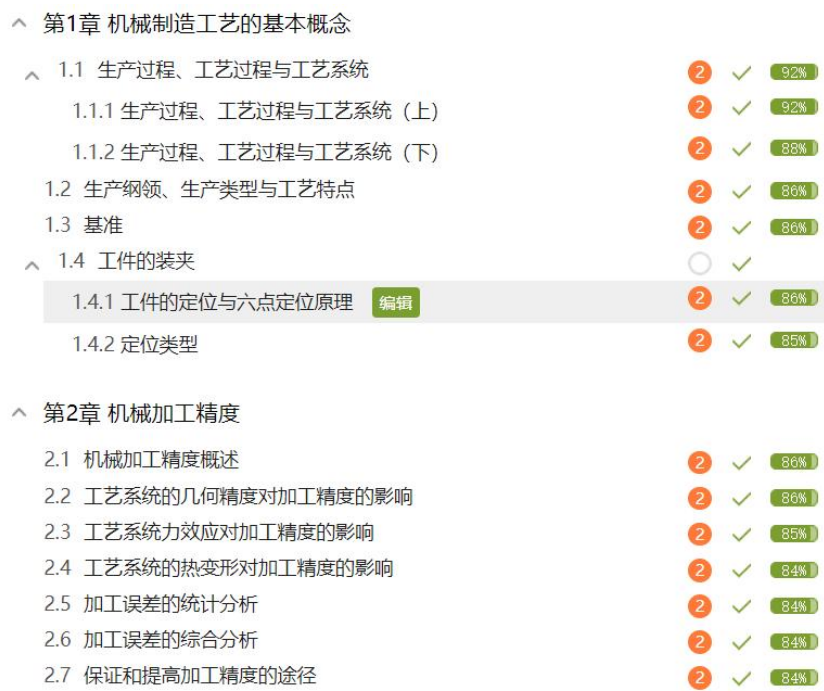 第1章 机械制造工艺的基本概念
1.1 生产过程、工艺过程与工艺系统 2 92%
1.1.1 生产过程、工艺过程与工艺系统（上） 2 92%
1.1.2 生产过程、工艺过程与工艺系统（下） 2 88%
1.2 生产纲领、生产类型与工艺特点 2 86%
1.3 基准 2 86%
1.4 工件的装夹
1.4.1 工件的定位与六点定位原理 编辑 2 86%
1.4.2 定位类型 2 85%
第2章 机械加工精度
2.1 机械加工精度概述 2 86%
2.2 工艺系统的几何精度对加工精度的影响 2 86%
2.3 工艺系统力效应对加工精度的影响 2 85%
2.4 工艺系统的热变形对加工精度的影响 2 84%
2.5 加工误差的统计分析 2 84%
2.6 加工误差的综合分析 2 84%
2.7 保证和提高加工精度的途径 2 84%